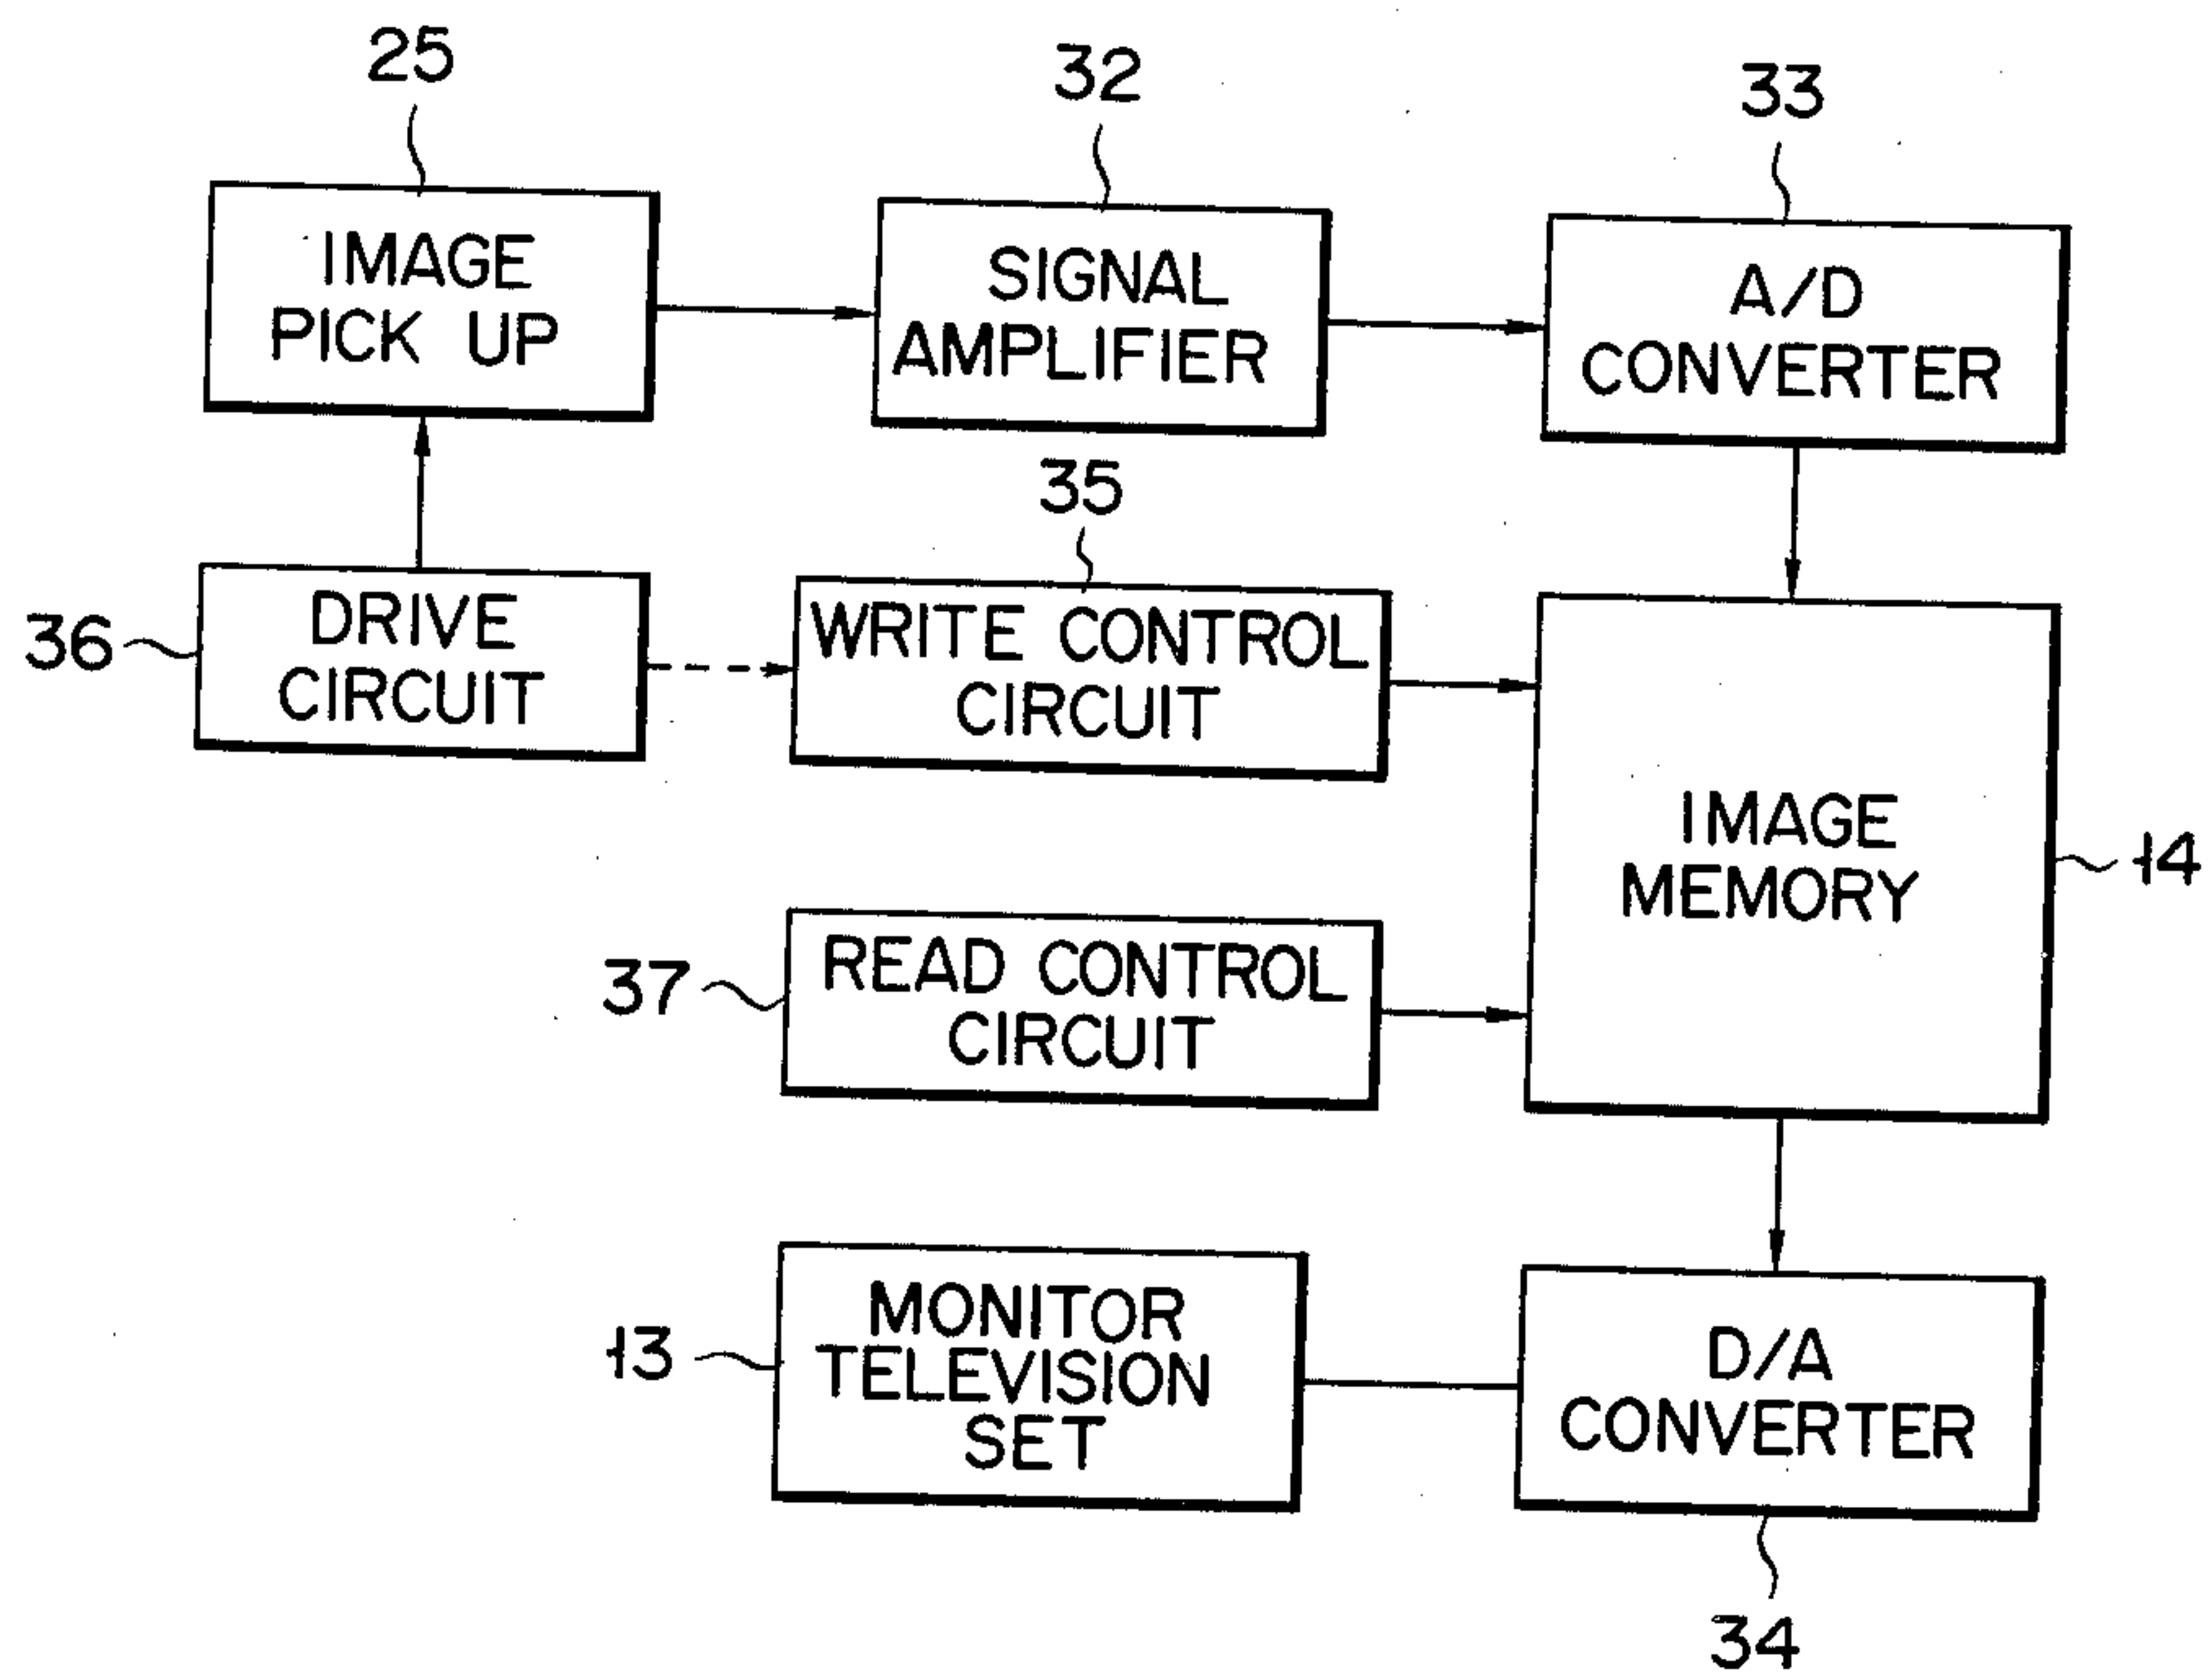 25
32
33
IMAGE
PICK UP
SIGNAL
AMPLIFIER
A/D
CONVERTER
35
36
DRIVE
CIRCUIT
WRITE CONTROL
CIRCUIT
IMAGE
MEMORY
14
37
READ CONTROL
CIRCUIT
13
MONITOR
TELEVISION
SET
D/A
CONVERTER
34